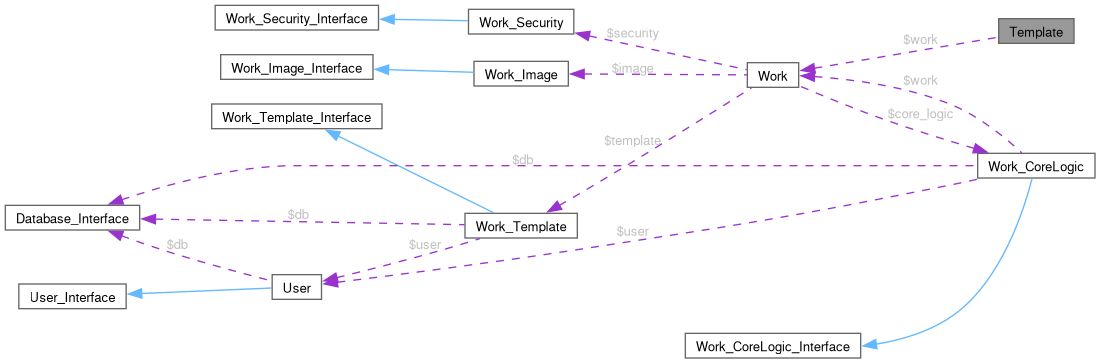 Work_Security_Interface
Work_Security
Template
$security
$work
Work_Image_Interface
Work_Image
$image
Work
$work
Work_Template_Interface
$core_logic
$template
$db
Work_CoreLogic
Database_Interface
$db
Work_Template
$user
$db
$user
User_Interface
User
Work_CoreLogic_Interface